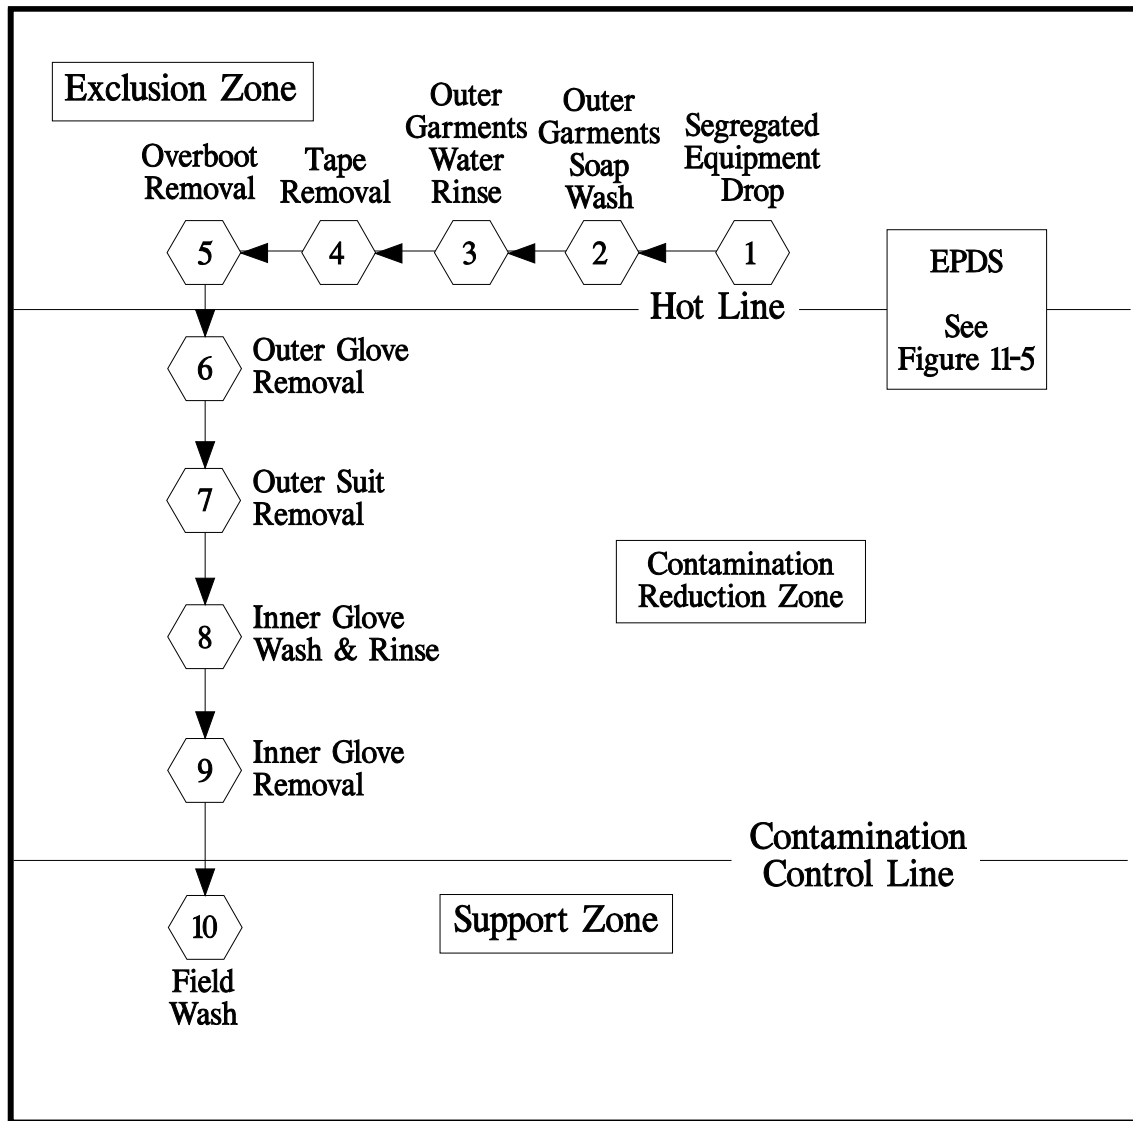 Exclusion Zone
Overboot
Removal
5
Tape
Removal
4
Outer
Garments
Water
Rinse
3
Outer
Garments
Soap
Wash
2
Segregated
Equipment
Drop
1
EPDS
See
Figure 11-5
Hot Line
6
Outer Glove
Removal
7
Outer Suit
Removal
Contamination
Reduction Zone
8
Inner Glove
Wash & Rinse
9
Inner Glove
Removal
Contamination
Control Line
Support Zone
10
Field
Wash